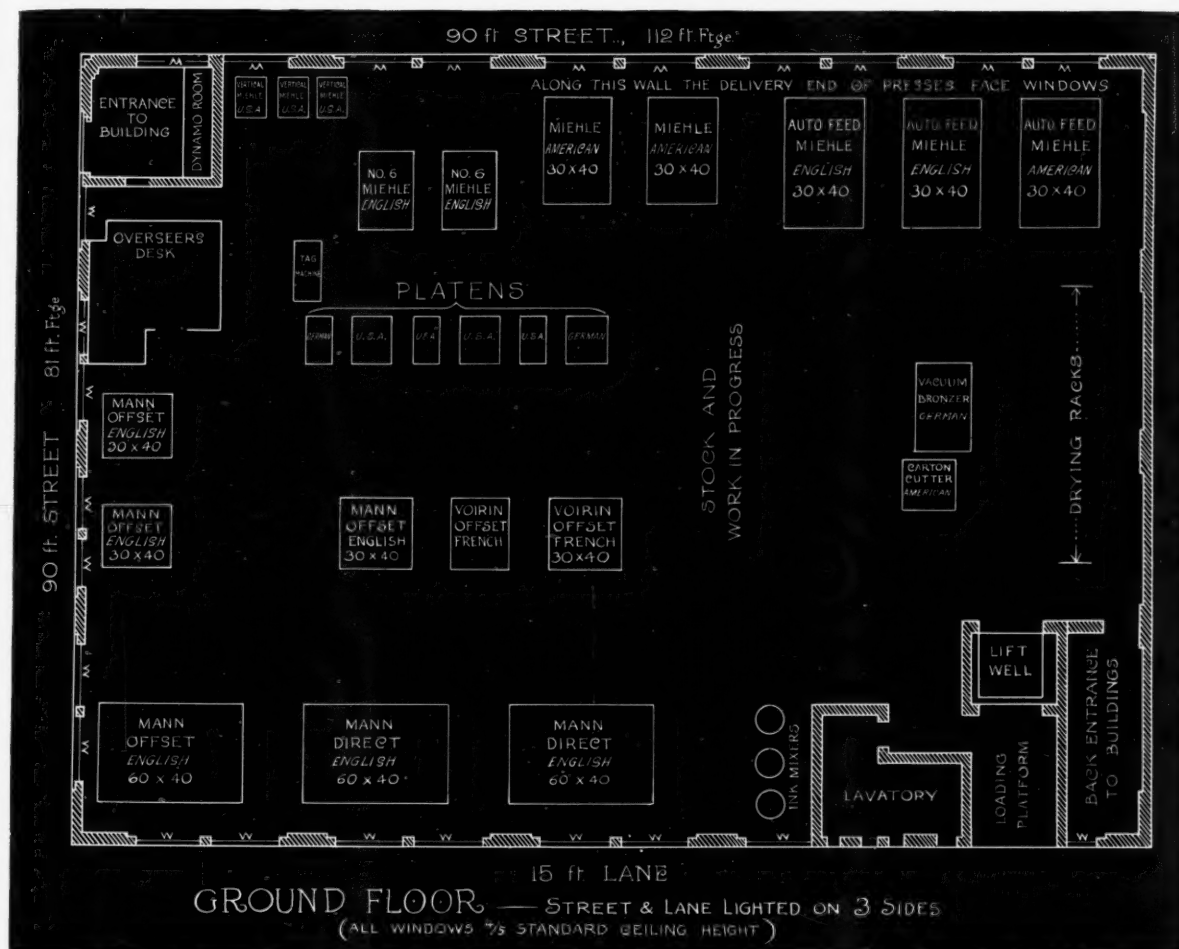 90 ft STREET., 112 ft. Ftge.
ALONG THIS WALL THE DELIVERY END OF PRESSES FACE WINDOWS
ENTRANCE
TO
BUILDING
DYNAMO ROOM
VERTICAL
MIEHLE
U.S.A.
VERTICAL
MIEHLE
U.S.A.
VERTICAL
MIEHLE
U.S.A.
NO. 6
MIEHLE
ENGLISH
NO. 6
MIEHLE
ENGLISH
MIEHLE
AMERICAN
30 x 40
MIEHLE
AMERICAN
30 x 40
AUTO FEED
MIEHLE
ENGLISH
30 x 40
AUTO. FEED
MIEHLE
ENGLISH
30 x 40
AUTO. FEED
MIEHLE
AMERICAN
30 x 40
OVERSEERS
DESK
TAG
MACHINE
PLATENS
GERMAN
U.S.A.
U.S.A.
U.S.A.
GERMAN
90 ft. STREET 81 ft. Ftge
STOCK AND
WORK IN PROGRESS
VACULUM
BRONZER
GERMAN
CARTON
CUTTER
AMERICAN
DRYING RACKS
MANN
OFFSET
ENGLISH
30 x 40
MANN
OFFSET
ENGLISH
30 x 40
MANN
OFFSET
ENGLISH
30 x 40
VOIRIN
OFFSET
FRENCH
VOIRIN
OFFSET
FRENCH
30 x 40
MANN
OFFSET
ENGLISH
60 x 40
MANN
DIRECT
ENGLISH
60 x 40
MANN
DIRECT
ENGLISH
60 x 40
INK MIXERS
LAVATORY
LIFT
WELL
LOADING
PLATFORM
BACK ENTRANCE
TO BUILDINGS
15 ft. LANE
GROUND FLOOR — STREET & LANE LIGHTED ON 3 SIDES
(ALL WINDOWS 4/5 STANDARD CEILING HEIGHT)